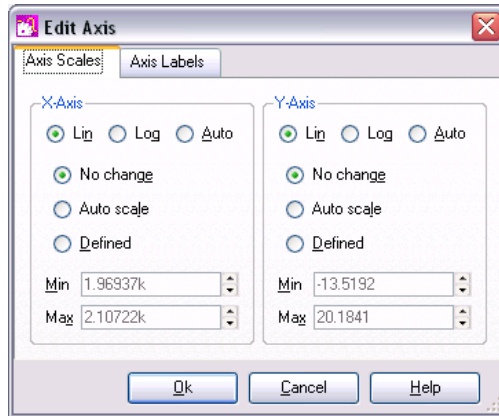 Edit Axis
Axis Scales Axis Labels
X-Axis Y-Axis
Lin Log Auto Lin Log Auto
No change No change
Auto scale Auto scale
Defined Defined
Min 1.96937k Min -13.5192
Max 2.10722k Max 20.1841
Ok Cancel Help